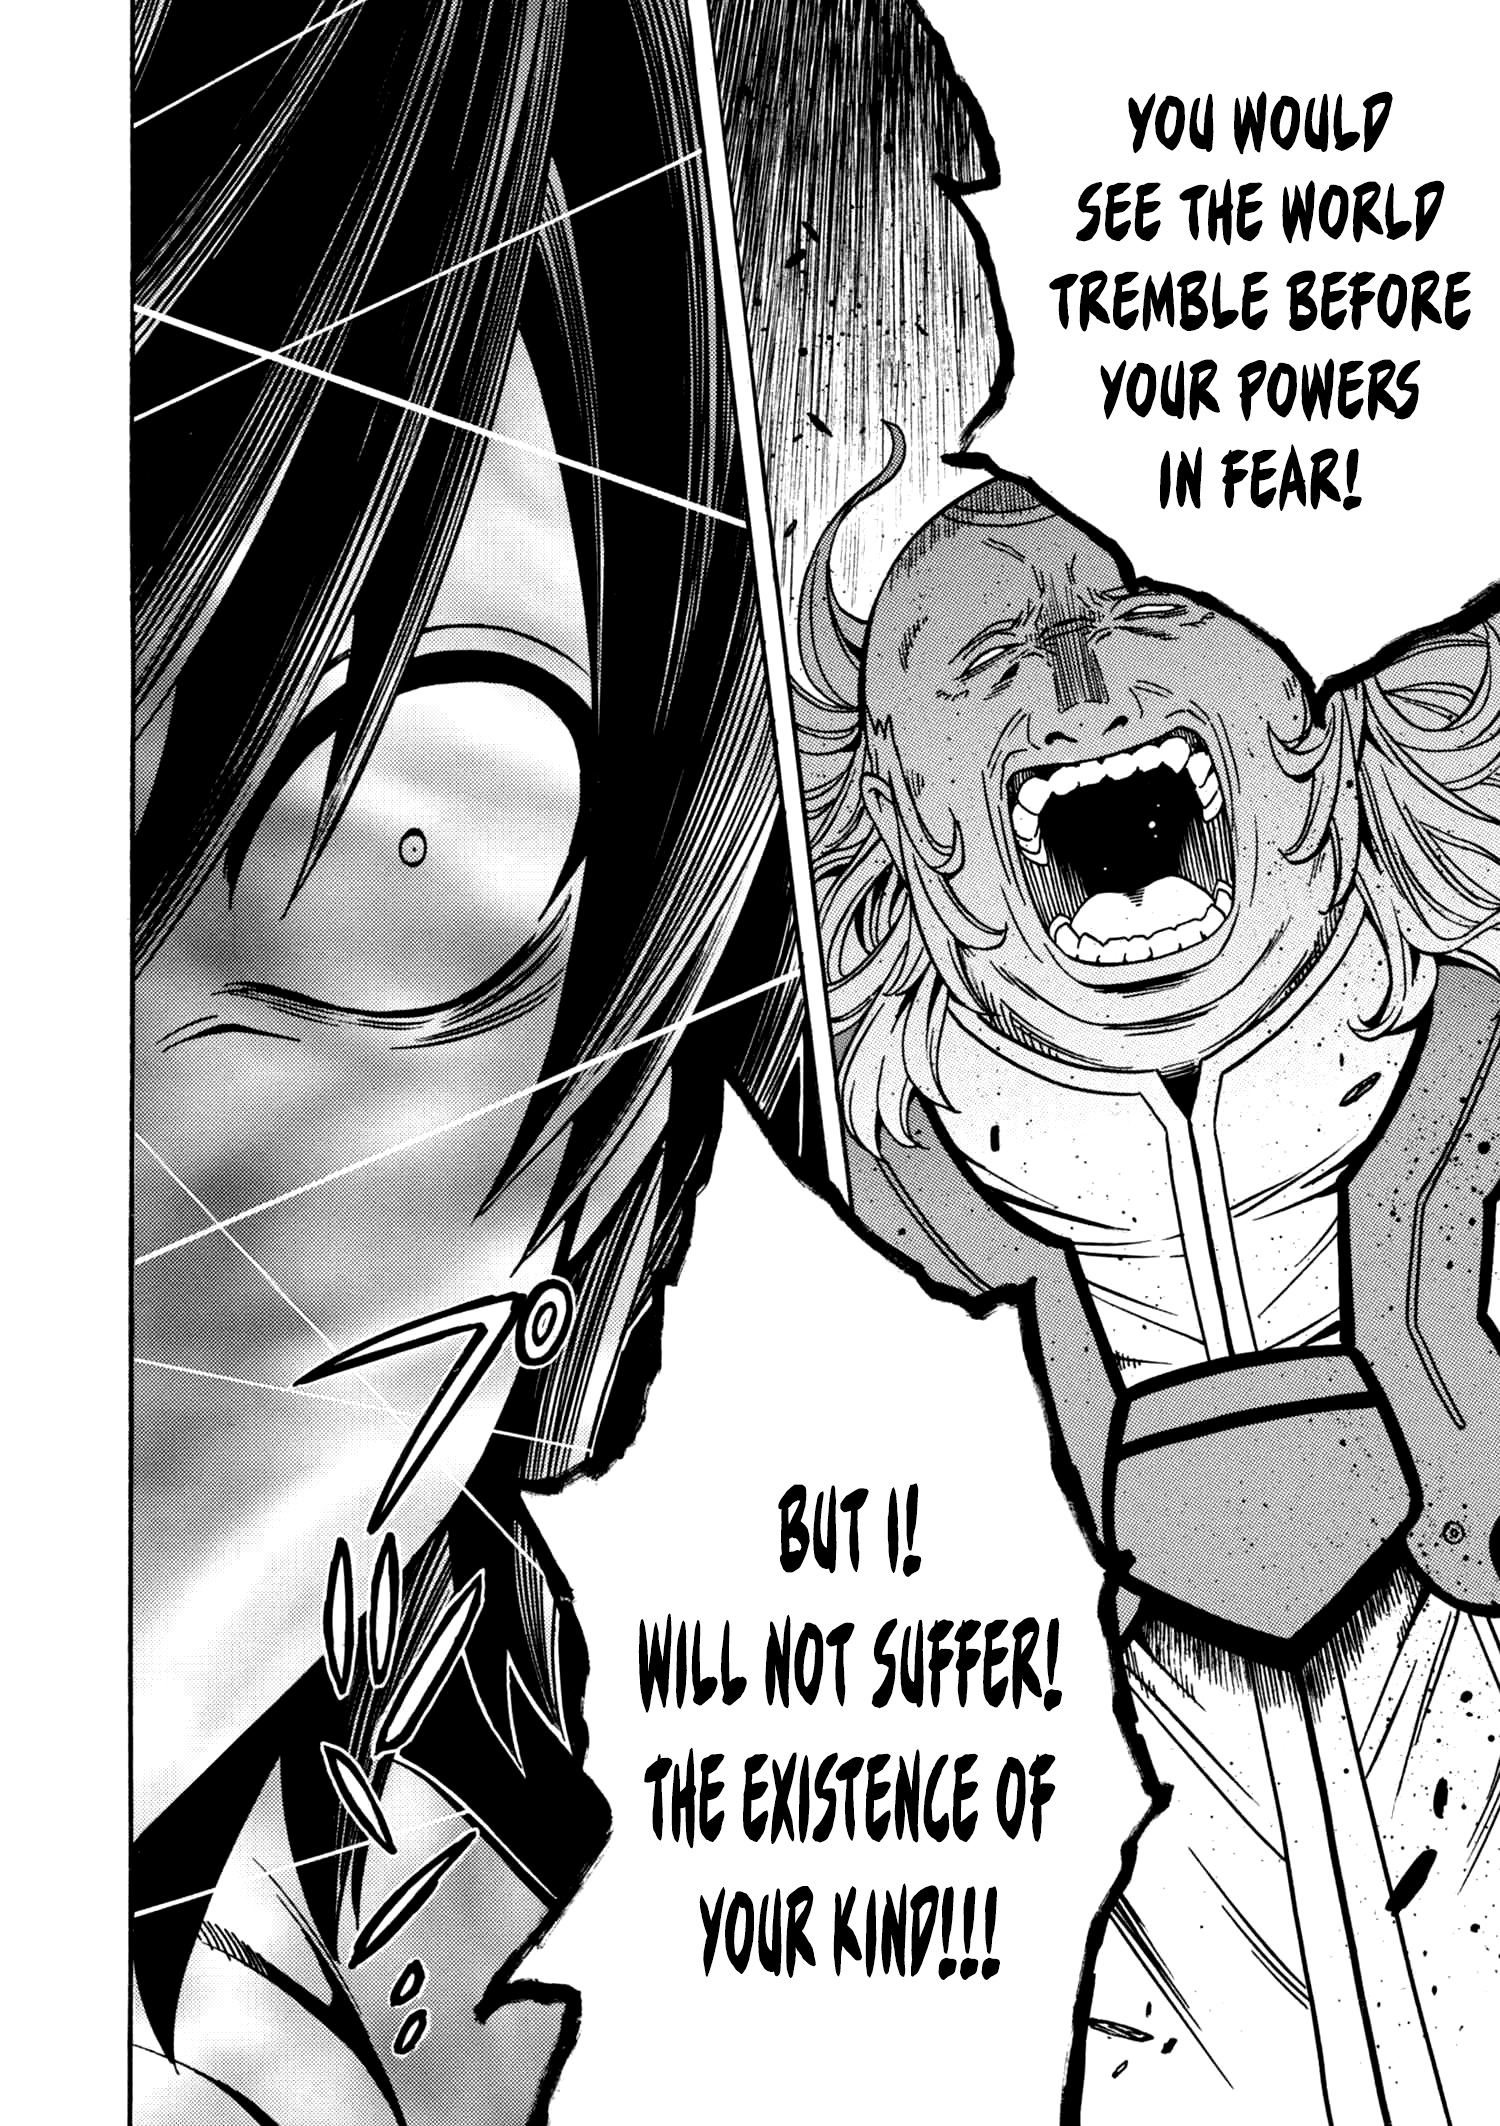 YOU WOULD
SEE THE WORLD
TREMBLE BEFORE
YOUR POWERS
IN FEAR!
BUT I!
WILL NOT SUFFER!
THE EXISTENCE OF
YOUR KIND!!!